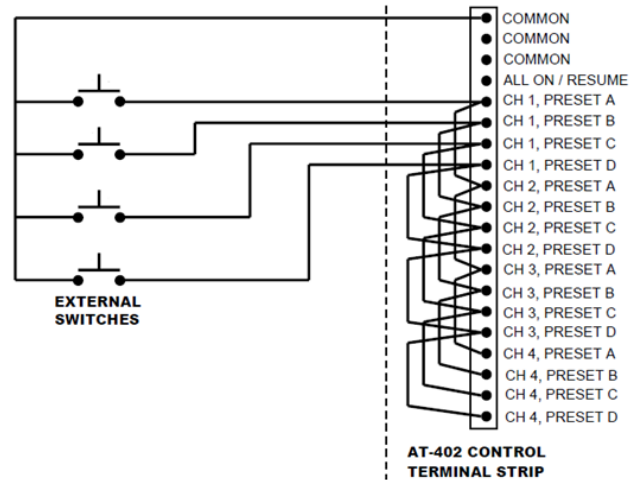 COMMON
COMMON
COMMON
ALL ON / RESUME
CH 1, PRESET A
CH 1, PRESET B
CH 1, PRESET C
CH 1, PRESET D
CH 2, PRESET A
CH 2, PRESET B
CH 2, PRESET C
CH 2, PRESET D
CH 3, PRESET A
CH 3, PRESET B
CH 3, PRESET C
CH 3, PRESET D
CH 4, PRESET A
CH 4, PRESET B
CH 4, PRESET C
CH 4, PRESET D
EXTERNAL
SWITCHES
AT-402 CONTROL
TERMINAL STRIP